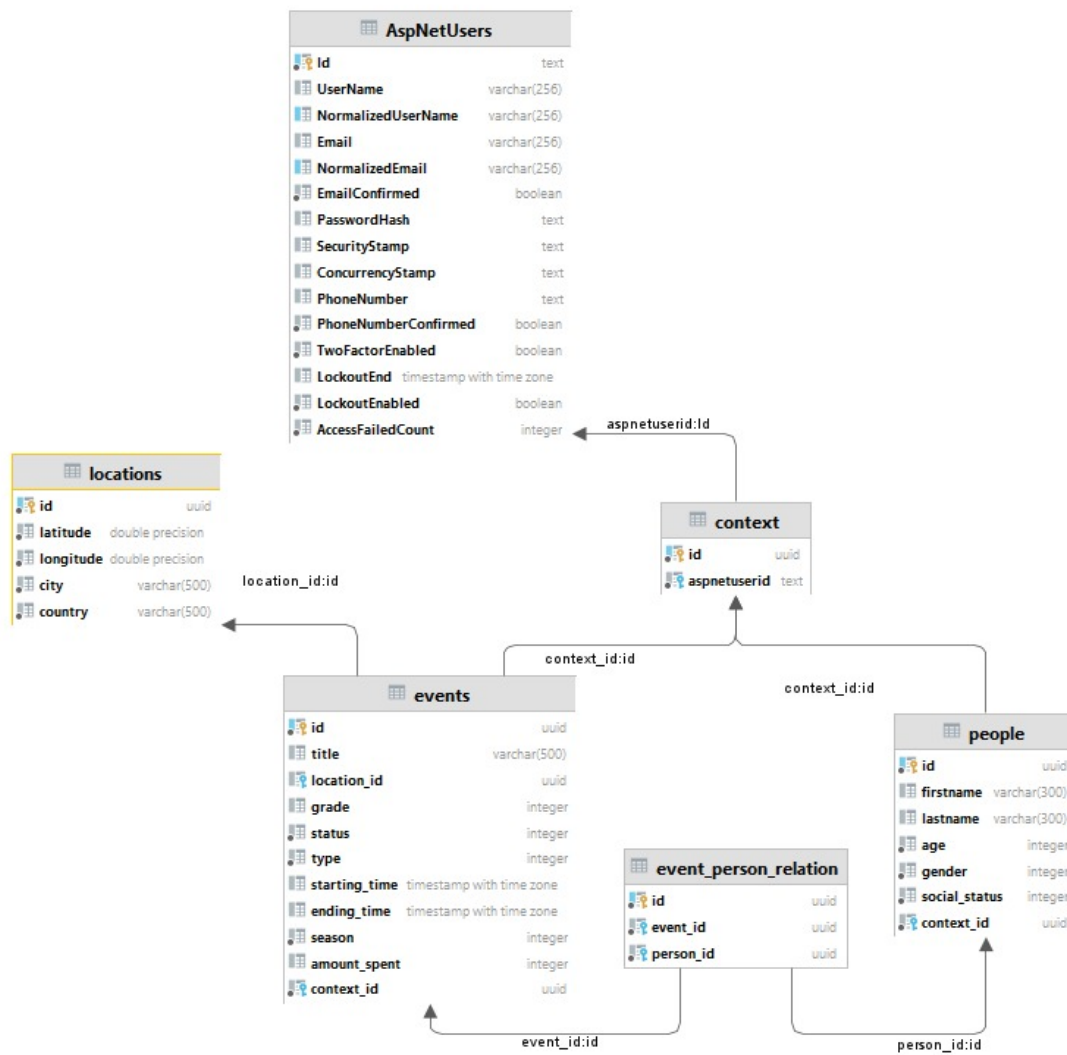 AspNetUsers
Id text
UserName varchar(256)
NormalizedUserName varchar(256)
Email varchar(256)
NormalizedEmail varchar(256)
EmailConfirmed boolean
PasswordHash text
SecurityStamp text
ConcurrencyStamp text
PhoneNumber text
PhoneNumberConfirmed boolean
TwoFactorEnabled boolean
LockoutEnd timestamp with time zone
LockoutEnabled boolean
AccessFailedCount integer
aspnetuserid:Id
locations
id uuid
latitude double precision
longitude double precision
city varchar(500)
country varchar(500)
location_id:id
context
id uuid
aspnetuserid text
context_id:id
context_id:id
events
id uuid
title varchar(500)
location_id uuid
grade integer
status integer
type integer
starting_time timestamp with time zone
ending_time timestamp with time zone
season integer
amount_spent integer
context_id uuid
event_person_relation
id uuid
event_id uuid
person_id uuid
people
id uuid
firstname varchar(300)
lastname varchar(300)
age integer
gender integer
social_status integer
context_id uuid
event_id:id
person_id:id